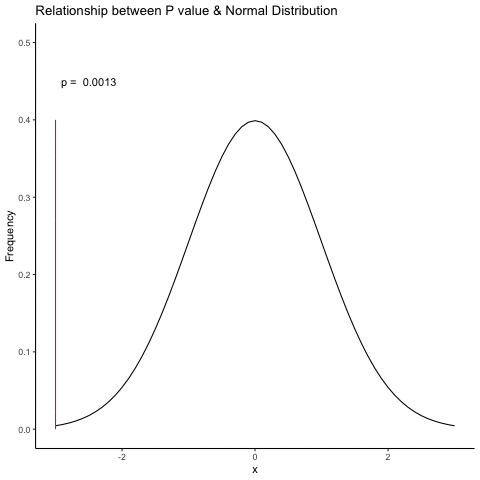 Relationship between P value & Normal Distribution
0.5
p =  0.0013
0.4
0.3
Frequency
0.2
0.1
0.0
-2
0
2
x